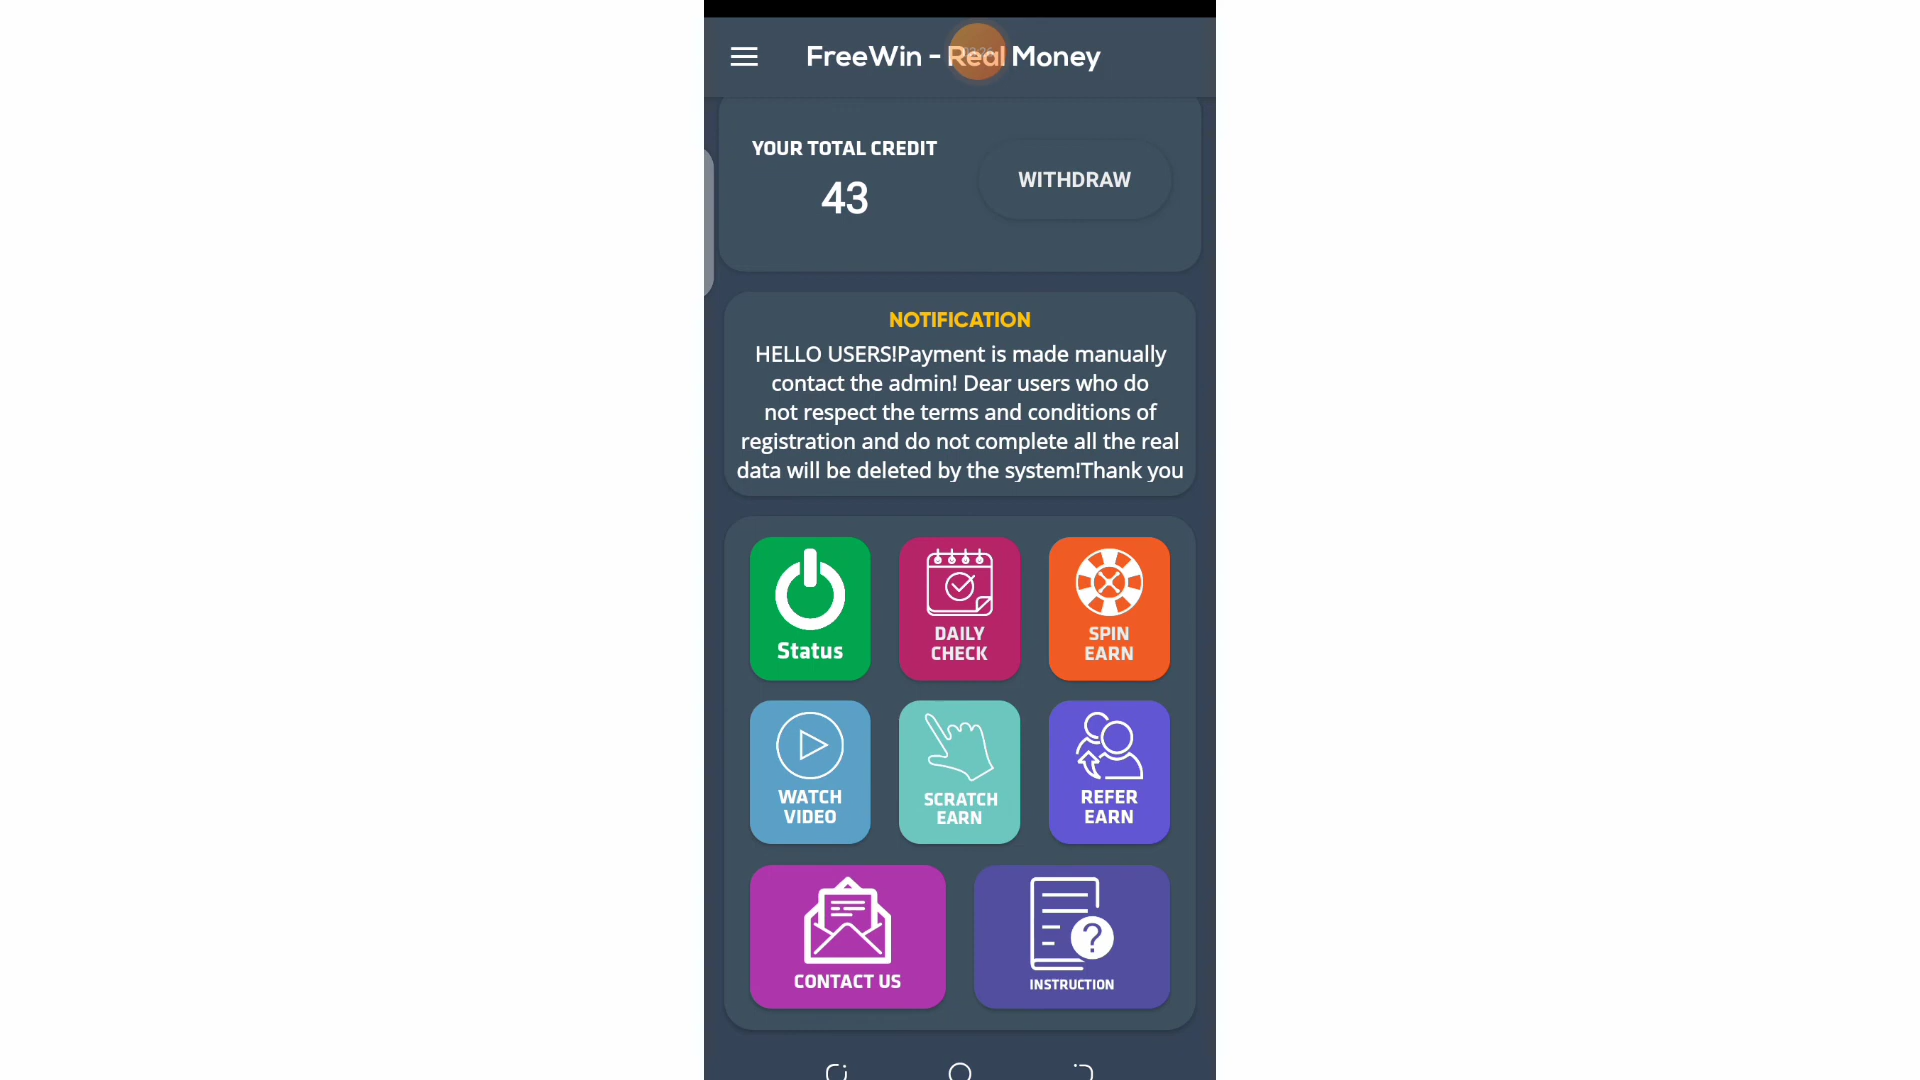 FreeWin - Real Money
YOUR TOTAL CREDIT
43
WITHDRAW
NOTIFICATION
HELLO USERS!Payment is made manually
contact the admin! Dear users who do
not respect the terms and conditions of
registration and do not complete all the real
data will be deleted by the system!Thank you
Status
DAILY
CHECK
SPIN
EARN
WATCH
VIDEO
SCRATCH
EARN
REFER
EARN
CONTACT US
?
INSTRUCTION